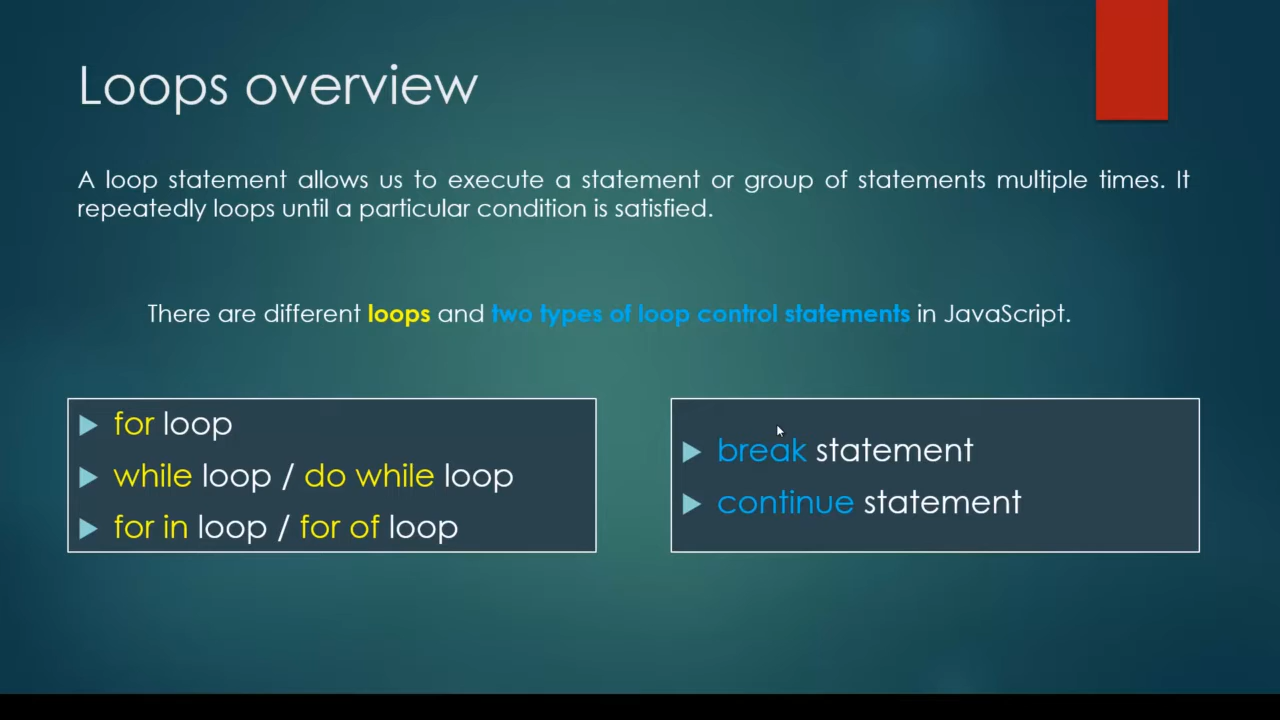 Loops overview
A loop statement allows us to execute a statement or group of statements multiple times. It
repeatedly loops until a particular condition is satisfied.
There are different loops and two types of loop control statements in JavaScript.
for loop
while loop / do while loop
for in loop / for of loop
break statement
continue statement